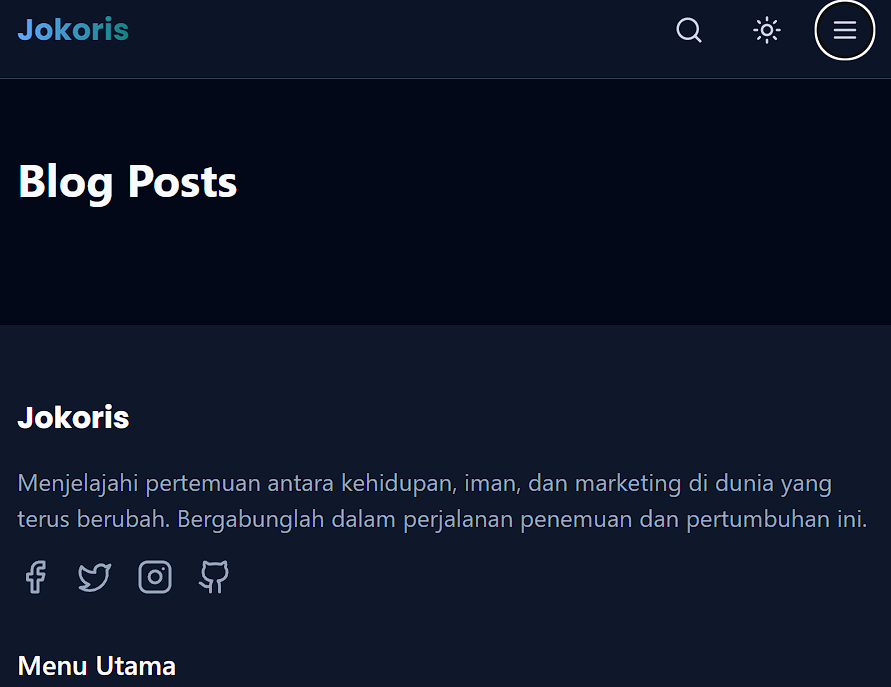 Jokoris
Blog Posts
Jokoris
Menjelajahi pertemuan antara kehidupan, iman, dan marketing di dunia yang
terus berubah. Bergabunglah dalam perjalanan penemuan dan pertumbuhan ini.
Menu Utama